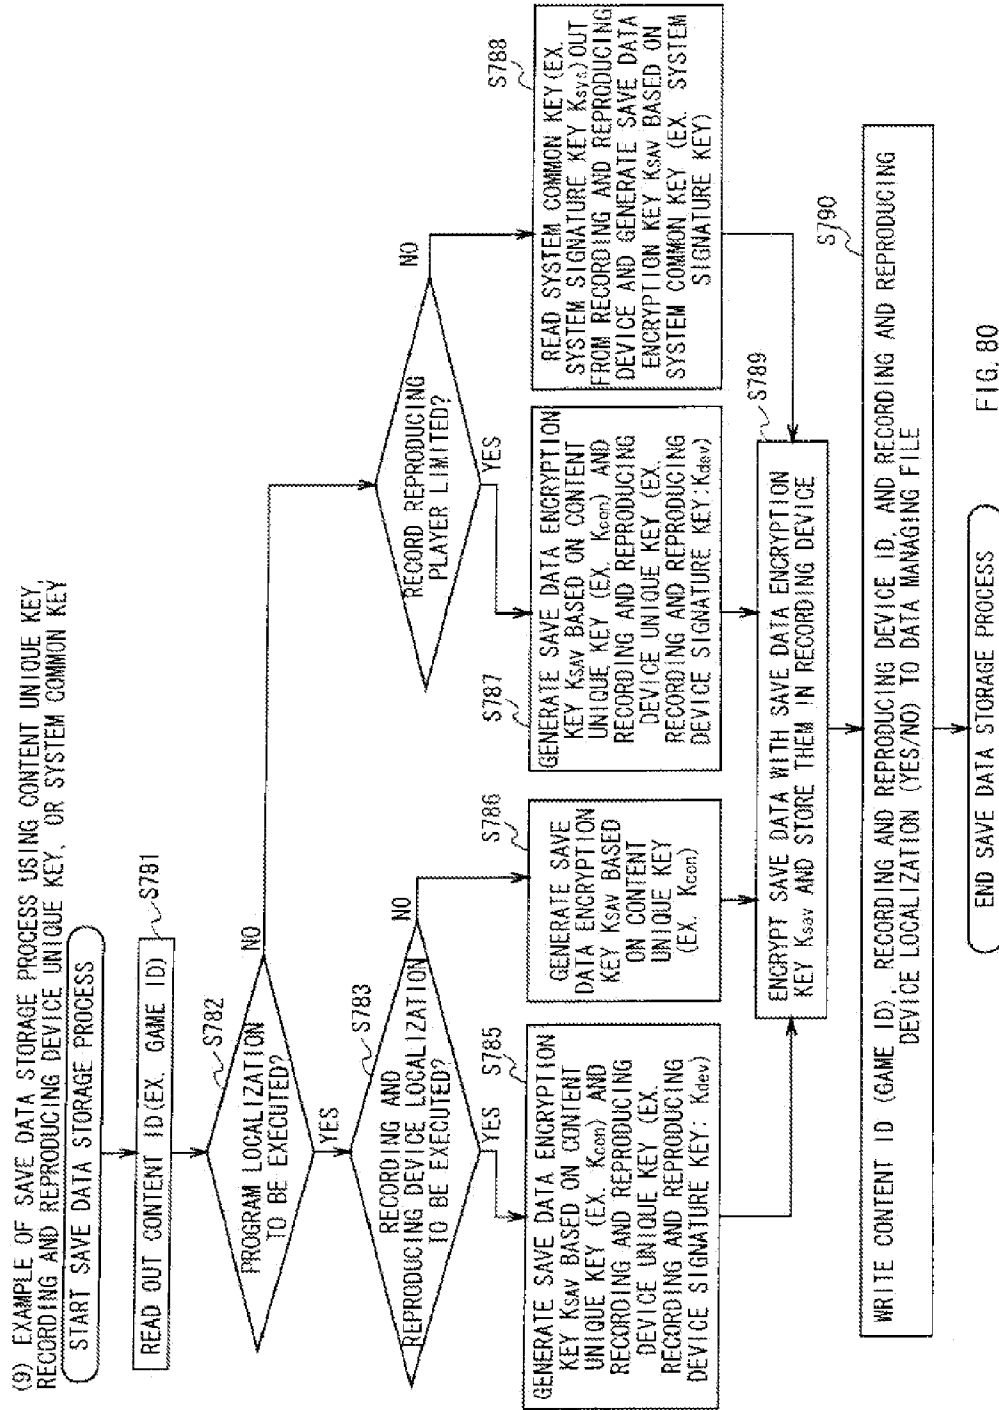 (9) EXAMPLE OF SAVE DATA STORAGE PROCESS USING CONTENT UNIQUE KEY,
RECORDING AND REPRODUCING DEVICE UNIQUE KEY, OR SYSTEM COMMON KEY
START SAVE DATA STORAGE PROCESS
READ OUT CONTENT ID(EX. GAME ID)
S781
PROGRAM LOCALIZATION
TO BE EXECUTED?
S782
NO
YES
RECORDING AND
REPRODUCING DEVICE LOCALIZATION
TO BE EXECUTED?
S783
NO
YES
RECORD REPRODUCING
PLAYER LIMITED?
NO
YES
GENERATE SAVE DATA ENCRYPTION
KEY Ksav BASED ON CONTENT
UNIQUE KEY (EX. Kcon) AND
RECORDING AND REPRODUCING
DEVICE UNIQUE KEY (EX.
RECORDING AND REPRODUCING
DEVICE SIGNATURE KEY: Kdev)
S785
GENERATE SAVE
DATA ENCRYPTION
KEY Ksav BASED
ON CONTENT
UNIQUE KEY
(EX. Kcon)
S786
GENERATE SAVE DATA ENCRYPTION
KEY Ksav BASED ON CONTENT
UNIQUE KEY (EX. Kcon) AND
RECORDING AND REPRODUCING
DEVICE UNIQUE KEY (EX.
RECORDING AND REPRODUCING
DEVICE SIGNATURE KEY:Kdev)
S787
READ SYSTEM COMMON KEY(EX.
SYSTEM SIGNATURE KEY Ksys)OUT
FROM RECORDING AND REPRODUCING
DEVICE AND GENERATE SAVE DATA
ENCRYPTION KEY Ksav BASED ON
SYSTEM COMMON KEY (EX. SYSTEM
SIGNATURE KEY)
S788
ENCRYPT SAVE DATA WITH SAVE DATA ENCRYPTION
KEY Ksav AND STORE THEM IN RECORDING DEVICE
S789
WRITE CONTENT ID (GAME ID), RECORDING AND REPRODUCING DEVICE ID, AND RECORDING AND REPRODUCING
DEVICE LOCALIZATION (YES/NO) TO DATA MANAGING FILE
S790
END SAVE DATA STORAGE PROCESS
FIG. 80